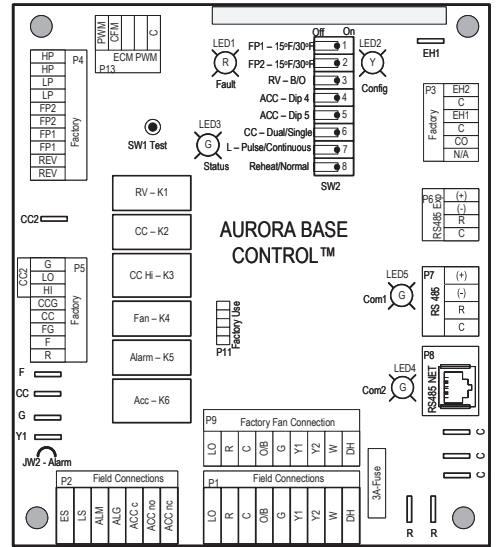 PWM
CFM
C
ECM PWM
P13
LED1
R
Fault
Off On
FP1 – 15ºF/30ºF 1
FP2 – 15ºF/30ºF 2
RV – B/O 3
ACC – Dip 4 4
ACC – Dip 5 5
CC – Dual/Single 6
L – Pulse/Continuous 7
Reheat/Normal 8
SW2
LED2
Y
Config
EH1
P4
HP
HP
LP
LP
FP2
FP2
FP1
FP1
REV
REV
Factory
SW1 Test
LED3
G
Status
P3
EH2
C
EH1
C
CO
N/A
Factory
RV – K1
CC – K2
CC Hi – K3
Fan – K4
Alarm – K5
Acc – K6
AURORA BASE
CONTROL™
P6
RS485 Exp
(+)
(-)
R
C
CC2
CC2
P5
G
LO
HI
CCG
CC
FG
F
R
Factory
Factory Use
P11
LED5
Com1
G
P7
RS 485
(+)
(-)
R
C
LED4
Com2
G
P8
RS485 NET
F
CC
G
Y1
JW2 - Alarm
P9
Factory Fan Connection
LO
R
C
O/B
G
Y1
Y2
W
DH
P2
Field Connections
ES
LS
ALM
ALG
ACC c
ACC no
ACC nc
P1
Field Connections
LO
R
C
O/B
G
Y1
Y2
W
DH
3A-Fuse
C
C
C
R
R